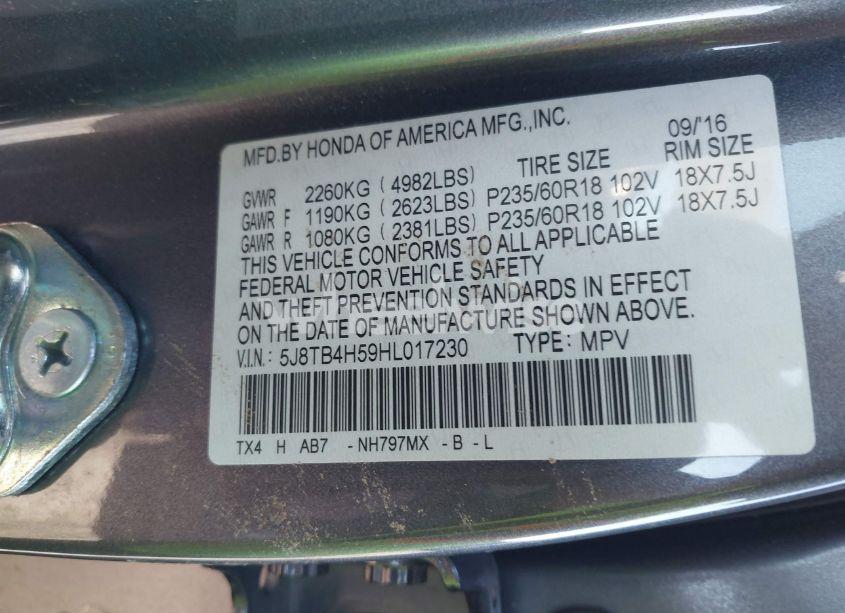 MFD.BY HONDA OF AMERICA MFG.,INC. 09/'16
TIRE SIZE RIM SIZE
GVWR 2260KG ( 4982LBS)
GAWR F 1190KG ( 2623LBS) P235/60R18 102V 18X7.5J
GAWR R 1080KG ( 2381LBS) P235/60R18 102V 18X7.5J
THIS VEHICLE CONFORMS TO ALL APPLICABLE
FEDERAL MOTOR VEHICLE SAFETY
AND THEFT PREVENTION STANDARDS IN EFFECT
ON THE DATE OF MANUFACTURE SHOWN ABOVE.
V.I.N.: 5J8TB4H59HL017230 TYPE: MPV
TX4 H AB7 -NH797MX -B -L